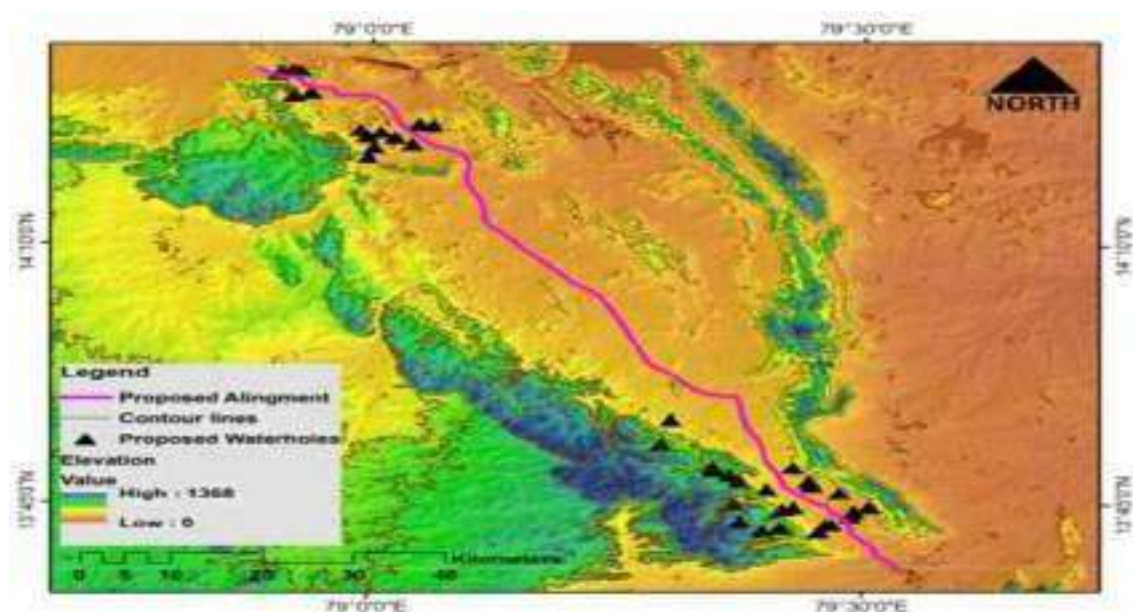 79°0'0"E 79°30'0"E
NORTH
14°10'0"N 14°10'0"N
Legend
Proposed Alingment
Contour lines
Proposed Waterholes
Elevation
Value
High : 1368
Low : 0
13°40'0"N 13°40'0"N
Kilometers
0 5 10 20 30 40
79°0'0"E 79°30'0"E